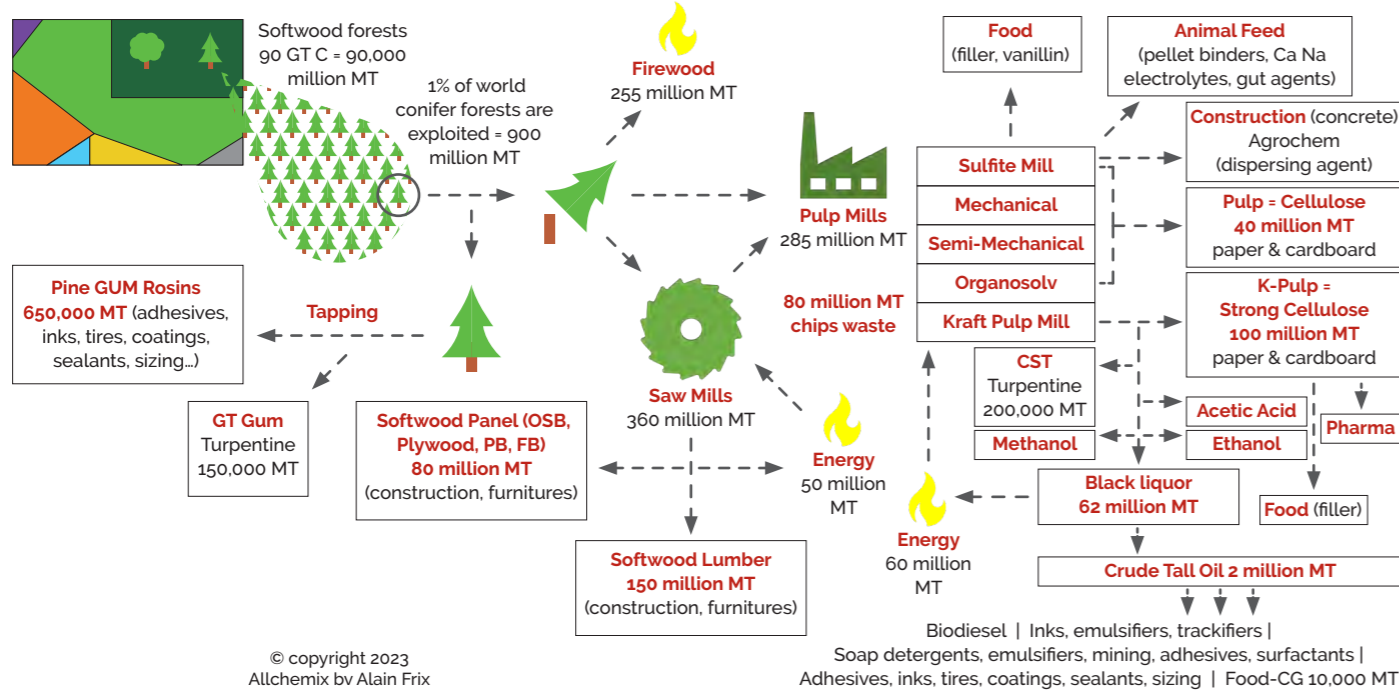 Softwood forests
90 GT C = 90,000
million MT
1% of world
conifer forests are
exploited = 900
million MT
Firewood
255 million MT
Pulp Mills
285 million MT
80 million MT
chips waste
Saw Mills
360 million MT
Tapping
Pine GUM Rosins
650,000 MT (adhesives,
inks, tires, coatings,
sealants, sizing...)
GT Gum
Turpentine
150,000 MT
Softwood Panel (OSB,
Plywood, PB, FB)
80 million MT
(construction, furnitures)
Energy
50 million
MT
Softwood Lumber
150 million MT
(construction, furnitures)
Food
(filler, vanillin)
Animal Feed
(pellet binders, Ca Na
electrolytes, gut agents)
Construction (concrete)
Agrochem
(dispersing agent)
Sulfite Mill
Mechanical
Semi-Mechanical
Organosolv
Kraft Pulp Mill
Pulp = Cellulose
40 million MT
paper & cardboard
K-Pulp =
Strong Cellulose
100 million MT
paper & cardboard
CST
Turpentine
200,000 MT
Methanol
Acetic Acid
Ethanol
Pharma
Food (filler)
Black liquor
62 million MT
Energy
60 million
MT
Crude Tall Oil 2 million MT
Biodiesel | Inks, emulsifiers, trackifiers |
Soap detergents, emulsifiers, mining, adhesives, surfactants |
Adhesives, inks, tires, coatings, sealants, sizing | Food-CG 10,000 MT
© copyright 2023
Allchemix by Alain Frix